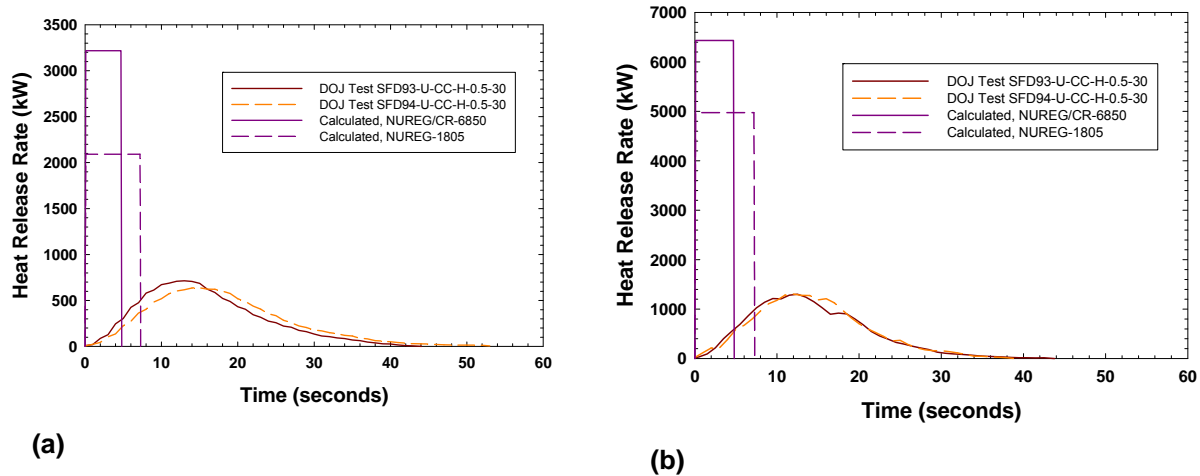 3500
3000
2500
2000
1500
1000
500
0
Heat Release Rate (kW)
DOJ Test SFD93-U-CC-H-0.5-30
DOJ Test SFD94-U-CC-H-0.5-30
Calculated, NUREG/CR-6850
Calculated, NUREG-1805
0 10 20 30 40 50 60
Time (seconds)
(a)
7000
6000
5000
4000
3000
2000
1000
0
Heat Release Rate (kW)
DOJ Test SFD93-U-CC-H-0.5-30
DOJ Test SFD94-U-CC-H-0.5-30
Calculated, NUREG/CR-6850
Calculated, NUREG-1805
0 10 20 30 40 50 60
Time (seconds)
(b)